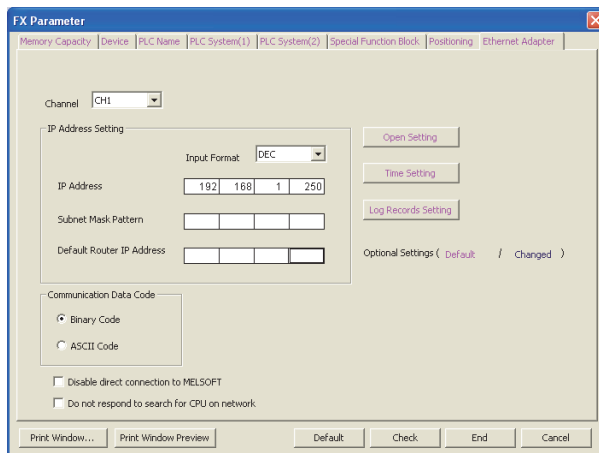 FX Parameter
Memory Capacity Device PLC Name PLC System(1) PLC System(2) Special Function Block Positioning Ethernet Adapter
Channel CH1
IP Address Setting
Input Format DEC
IP Address 192 168 1 250
Subnet Mask Pattern
Default Router IP Address
Open Setting
Time Setting
Log Records Setting
Optional Settings ( Default / Changed )
Communication Data Code
Binary Code
ASCII Code
Disable direct connection to MELSOFT
Do not respond to search for CPU on network
Print Window... Print Window Preview Default Check End Cancel